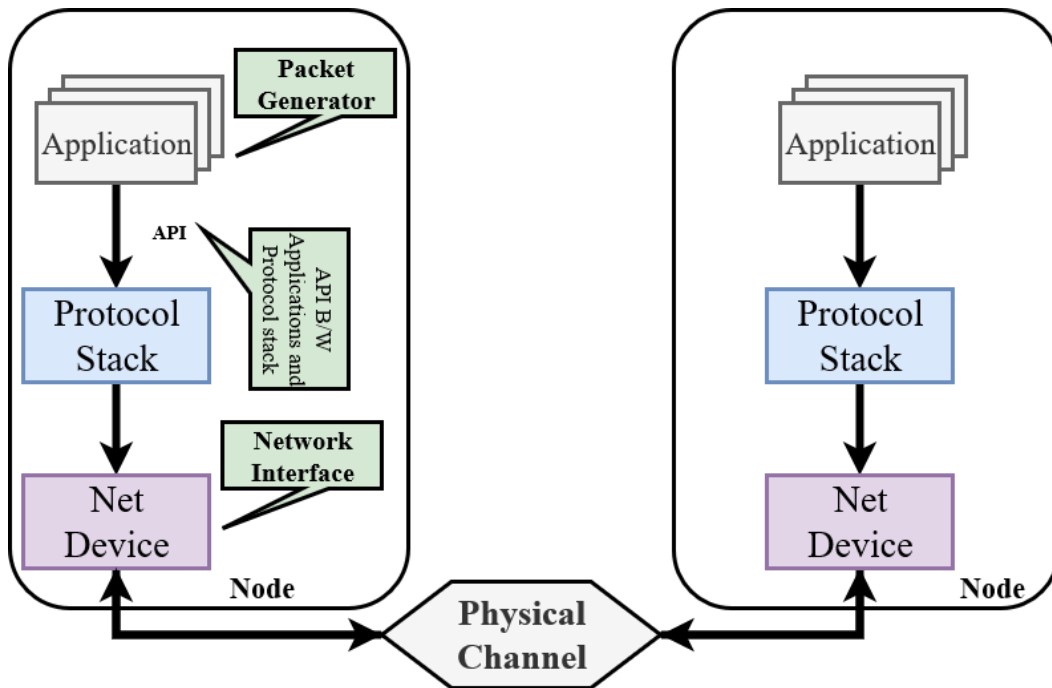 Packet
Generator
Application
API
API B/W
Applications and
Protocol stack
Protocol
Stack
Network
Interface
Net
Device
Node
Physical
Channel
Application
Protocol
Stack
Net
Device
Node